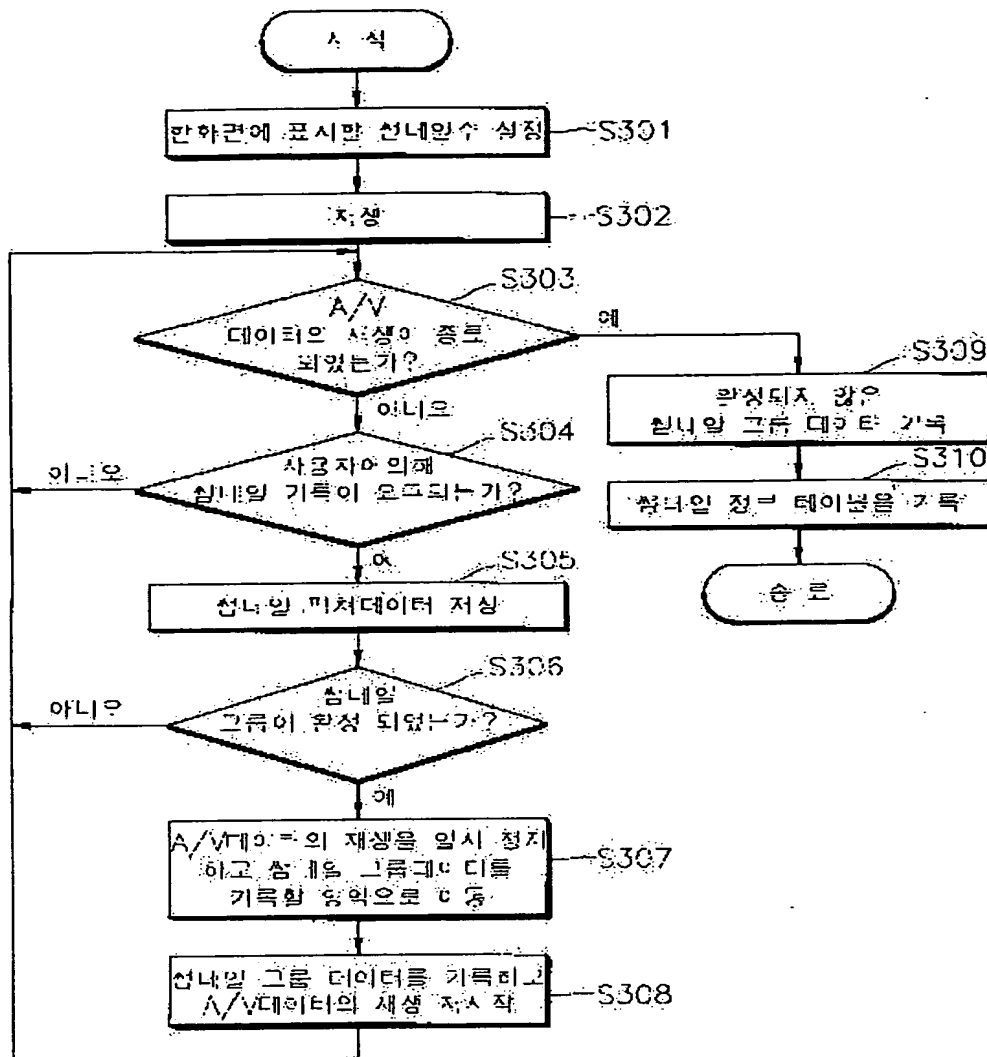 시 작
한화면에 표시할 썸네일수 설정
S301
재생
S302
S303
A/V
데이터의 재생이 종료
되었는가?
예
아니오
S304
사용자에의해
썸네일 기록이 요구되는가?
아니오
예
S305
썸네일 픽처데이터 저장
S306
썸네일
그룹이 완성 되었는가?
아니오
예
A/V데이터의 재생을 일시 정지
하고 썸네일 그룹데이터를
기록할 영역으로 이동
S307
썸네일 그룹 데이터를 기록하고
A/V데이터의 재생 재시작
S308
S309
완성되지 않은
썸네일 그룹 데이터 기록
S310
썸네일 정보 테이블을 기록
종 료